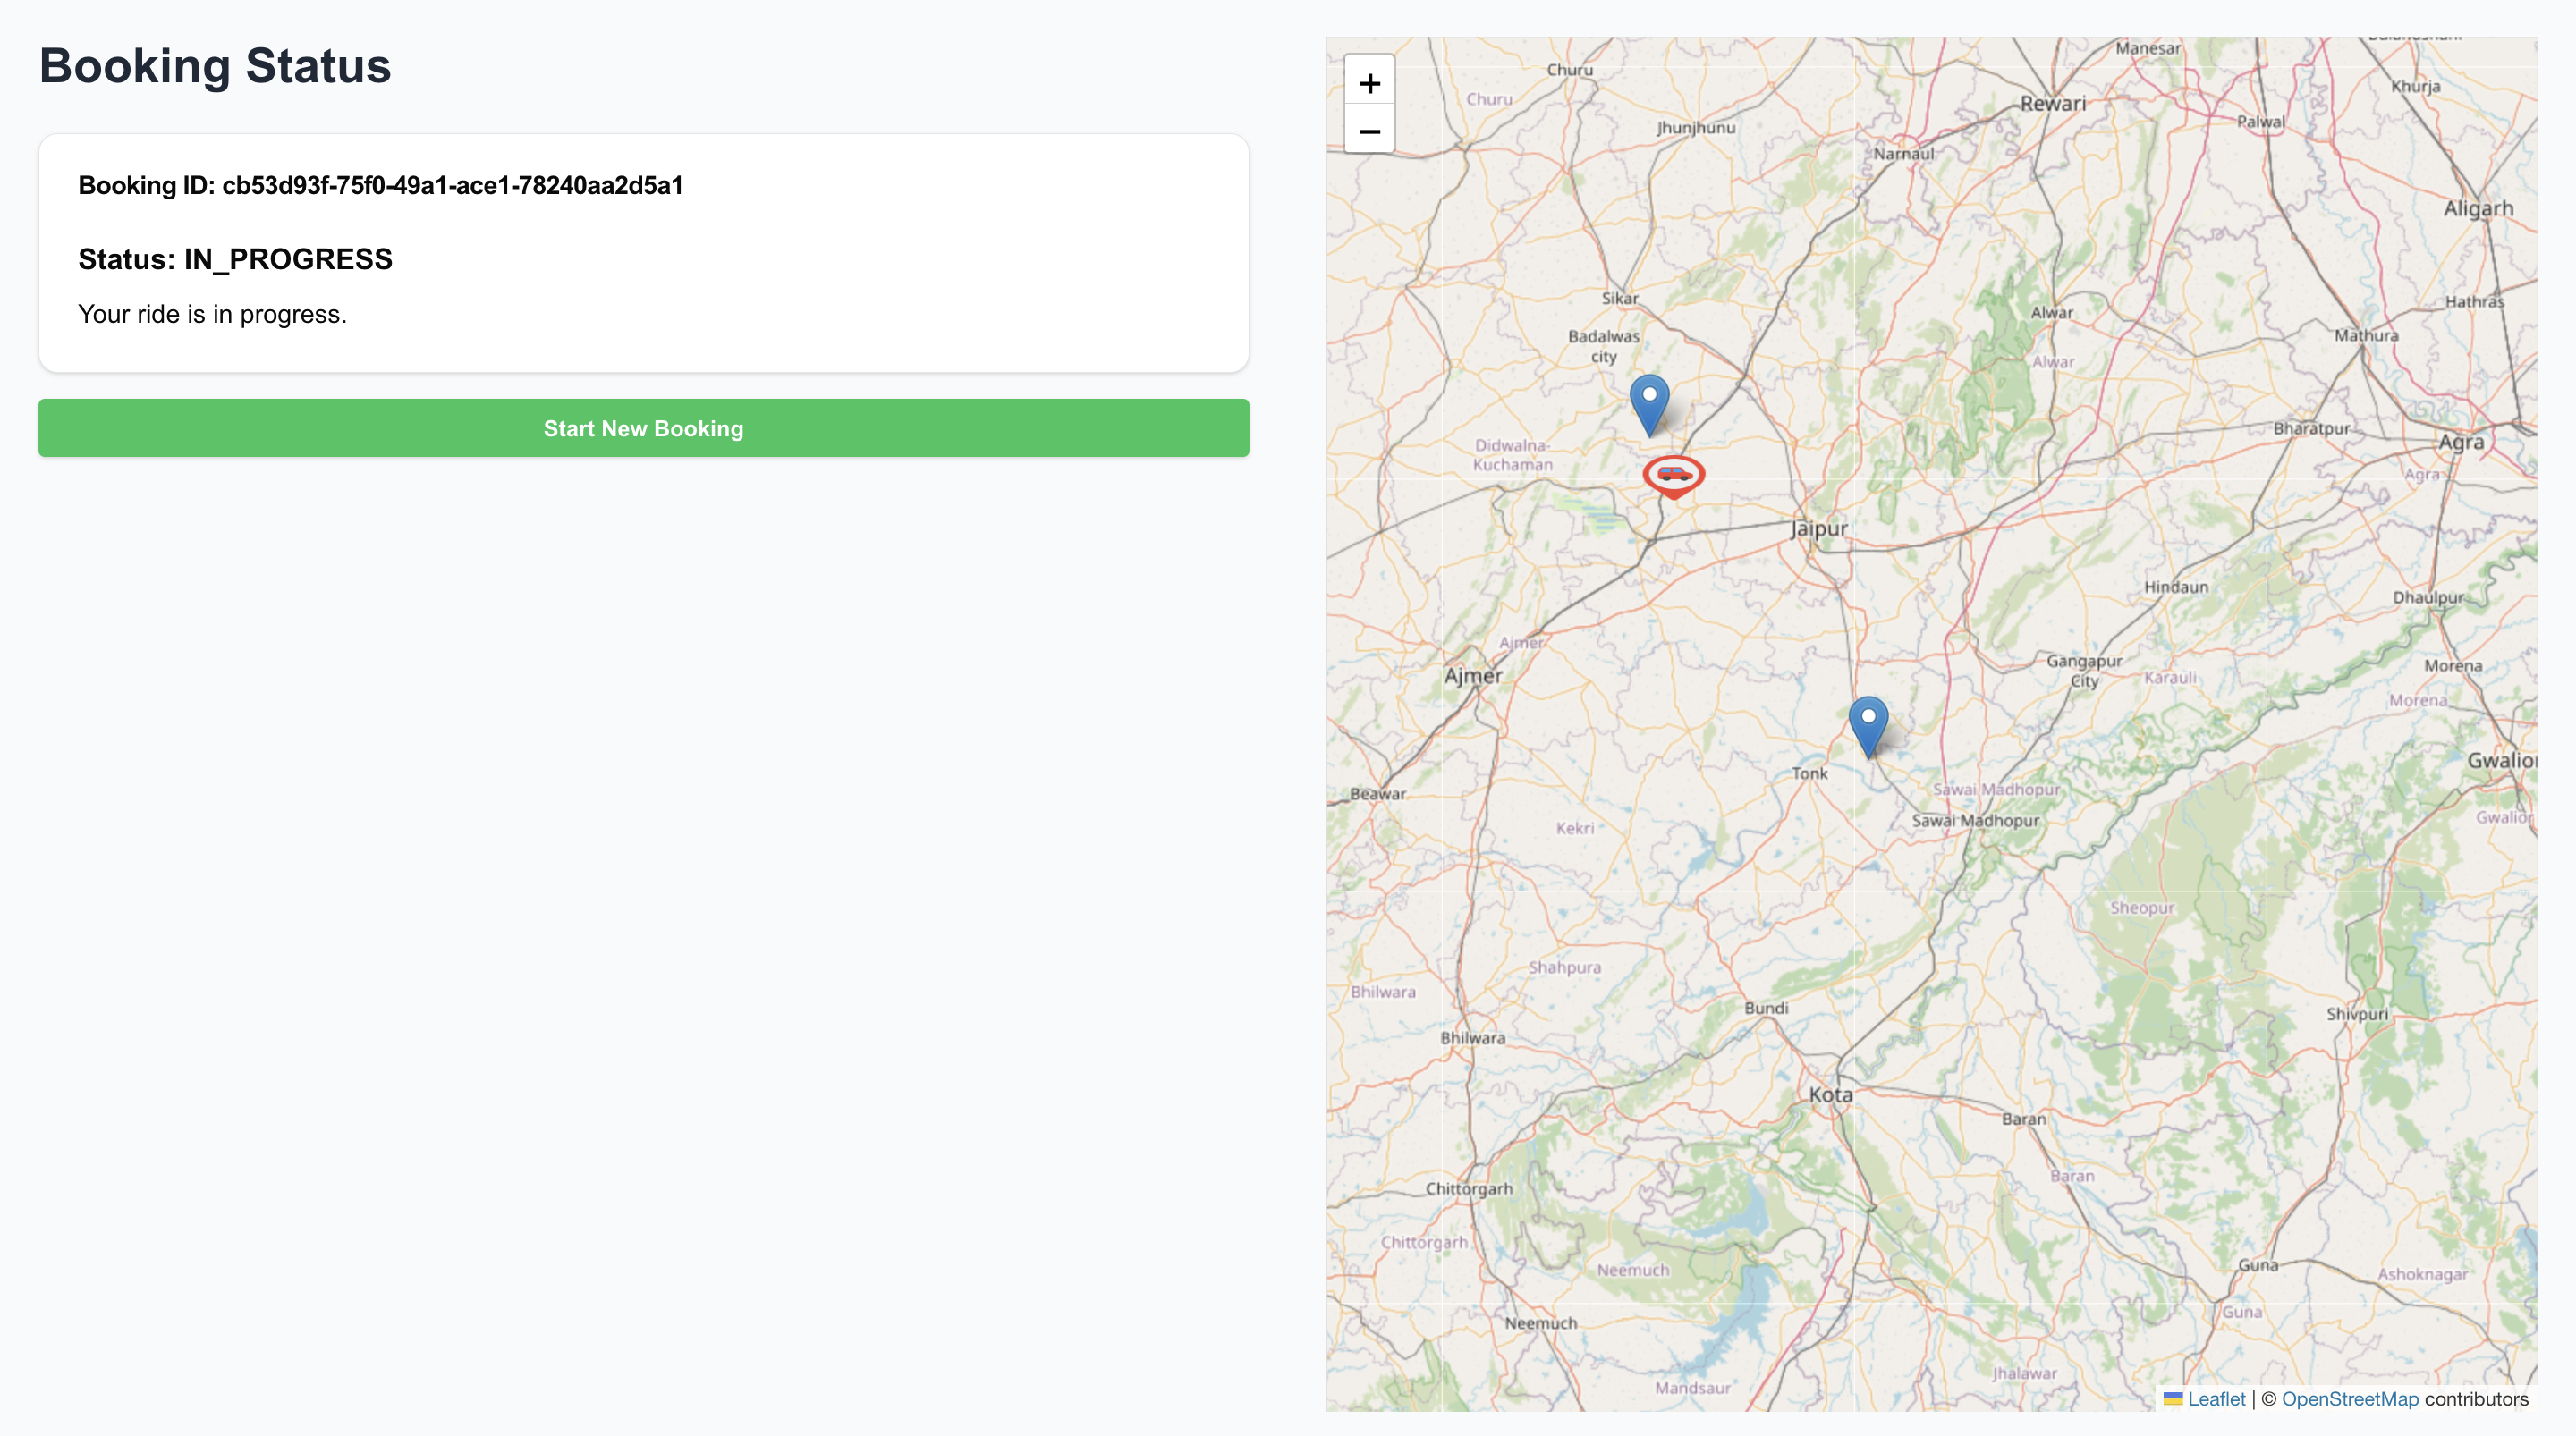 Booking Status
Booking ID: cb53d93f-75f0-49a1-ace1-78240aa2d5a1
Status: IN_PROGRESS
Your ride is in progress.
Start New Booking
+
−
Manesar
Churu
Khurja
Churu
Rewari
Palwal
Jhunjhunu
Narnaul
Aligarh
Sikar
Hathras
Alwar
Badalwas
city
Mathura
Alwar
Bharatpur
Agra
Didwalna-
Kuchaman
Agra
Jaipur
Hindaun
Dhaulpur
Ajmer
Gangapur
City
Morena
Ajmer
Karauli
Morena
Gwalior
Tonk
Sawai Madhopur
Beawar
Gwalior
Sawai Madhopur
Kekri
Sheopur
Shahpura
Bhilwara
Bundi
Shivpuri
Bhilwara
Kota
Baran
Baran
Chittorgarh
Chittorgarh
Guna
Neemuch
Ashoknagar
Guna
Neemuch
Jhalawar
Mandsaur
Leaflet | © OpenStreetMap contributors